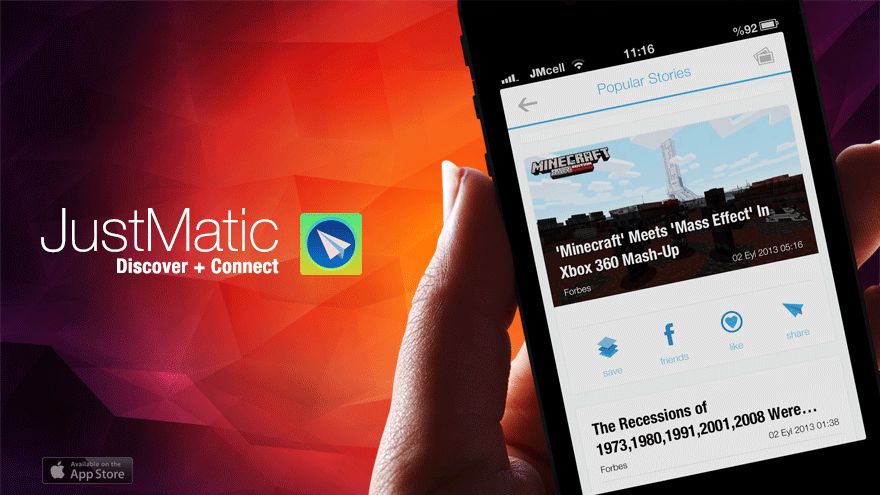 JustMatic
Discover + Connect
Available on the
App Store
JMcell
11:16
%92
Popular Stories
MINECRAFT
'Minecraft' Meets 'Mass Effect' In
Xbox 360 Mash-Up
02 Eyl 2013 05:16
Forbes
save
friends
like
share
The Recessions of
1973,1980,1991,2001,2008 Were...
02 Eyl 2013 01:38
Forbes